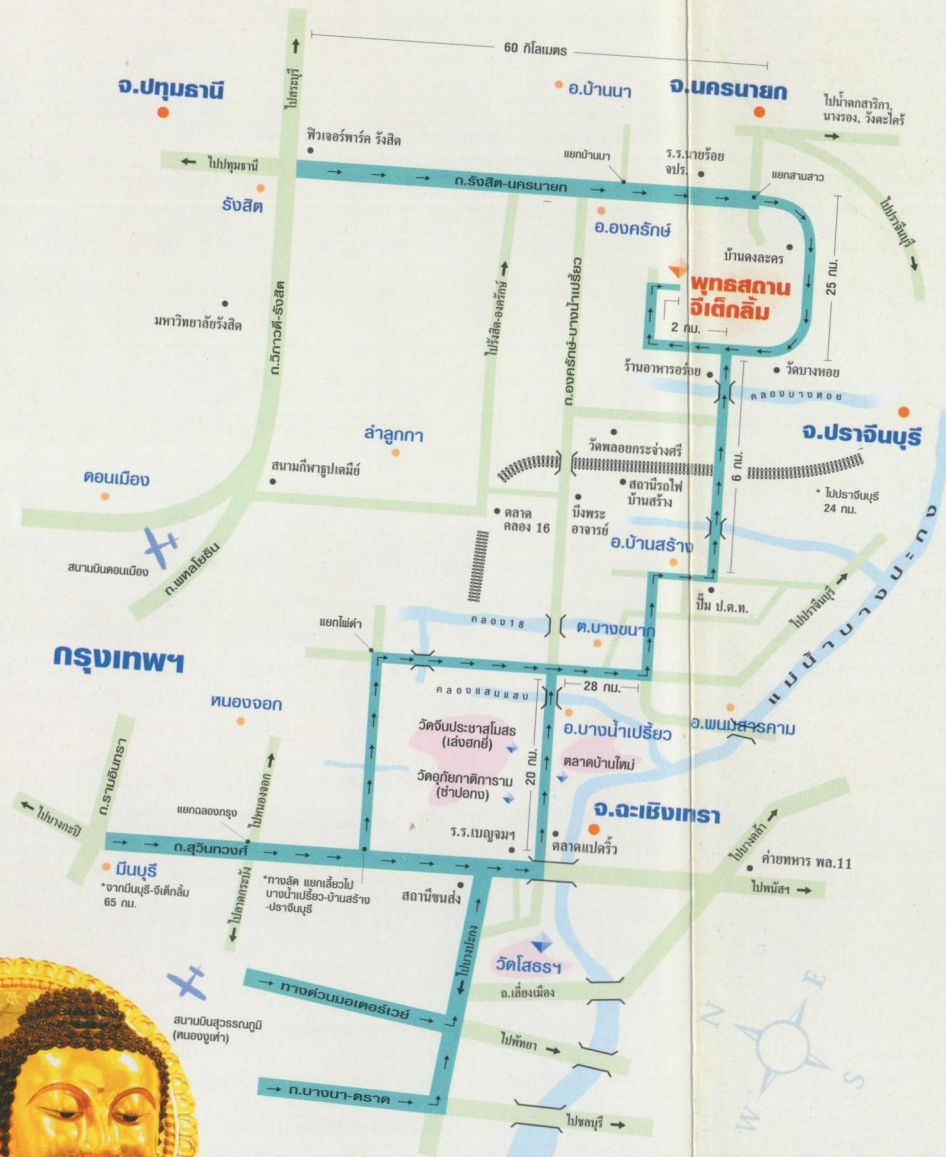 60 กิโลเมตร
จ.ปทุมธานี
ไปสระบุรี
อ.บ้านนา
จ.นครนายก
ไปน้ำตกสาริกา,
นางรอง, วังตะไคร้
ฟิวเจอร์พาร์ค รังสิต
แยกบ้านนา
ร.ร.นายร้อย
จปร.
แยกสามสาว
ไปปทุมธานี
ถ.รังสิต-นครนายก
รังสิต
อ.องครักษ์
ไปปราจีนบุรี
บ้านดงละคร
25 กม.
พุทธสถาน
จีเต็กลิ้ม
2 กม.
มหาวิทยาลัยรังสิต
ถ.วิภาวดี-รังสิต
ไปรังสิต-องครักษ์
ถ.องครักษ์-บางน้ำเปรี้ยว
ร้านอาหารอร่อย
วัดบางหอย
คลองบางหอย
จ.ปราจีนบุรี
ลำลูกกา
วัดพลอยกระจ่างศรี
6 กม.
ดอนเมือง
สนามกีฬาธูปเตมีย์
สถานีรถไฟ
บ้านสร้าง
* ไปปราจีนบุรี
24 กม.
ตลาด
คลอง 16
บึงพระ
อาจารย์
อ.บ้านสร้าง
สนามบินดอนเมือง
ถ.พหลโยธิน
ปั๊ม ป.ต.ท.
ไปปราจีนบุรี
แม่น้ำบางปะกง
แยกไผ่ดำ
คลอง18
ต.บางขนาก
กรุงเทพฯ
28 กม.
คลองแสนแสบ
หนองจอก
วัดจีนประชาสโมสร
(เล่งฮกยี่)
อ.บางน้ำเปรี้ยว
อ.พนมสารคาม
20 กม.
ตลาดบ้านใหม่
วัดอุภัยภาติการาม
(ซำปอกง)
ถ.รามอินทรา
ไปบางกะปิ
แยกฉลองกรุง
ไปหนองจอก
จ.ฉะเชิงเทรา
ร.ร.เบญจมฯ
ตลาดแปดริ้ว
ไปบางคล้า
ถ.สุวินทวงศ์
มีนบุรี
*จากมีนบุรี-จีเต็กลิ้ม
65 กม.
ไปลาดกระบัง
*ทางลัด แยกเลี้ยวไป
บางน้ำเปรี้ยว-บ้านสร้าง
-ปราจีนบุรี
สถานีขนส่ง
ค่ายทหาร พล.11
ไปพนัสฯ
ไปบางปะกง
วัดโสธรฯ
ถ.เลี่ยงเมือง
ทางด่วนมอเตอร์เวย์
สนามบินสุวรรณภูมิ
(หนองงูเห่า)
ไปพัทยา
ถ.บางนา-ตราด
ไปชลบุรี
N
E
W
S